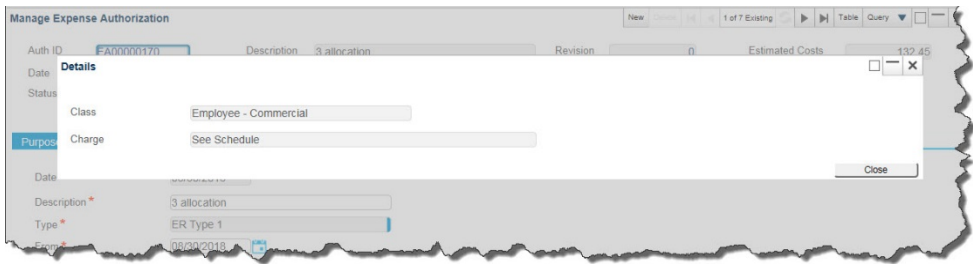 Manage Expense Authorization New 1 of 7 Existing Table Query
Auth ID EA00000170 Description 3 allocation Revision 0 Estimated Costs 132.45
Date Details
Status
Class Employee - Commercial
Purpos Charge See Schedule
Close
Date
Description * 3 allocation
Type * ER Type 1
From * 08/30/2018